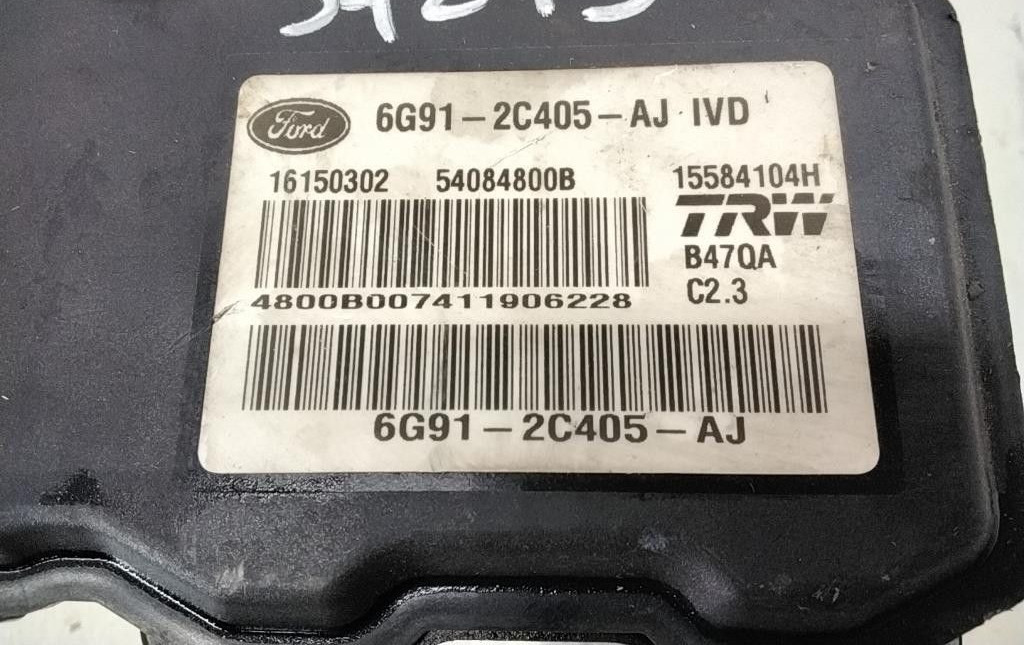 Ford 6G91-2C405-AJ IVD
16150302 54084800B 15584104H
TRW
B47QA
C2.3
4800B007411906228
6G91-2C405-AJ